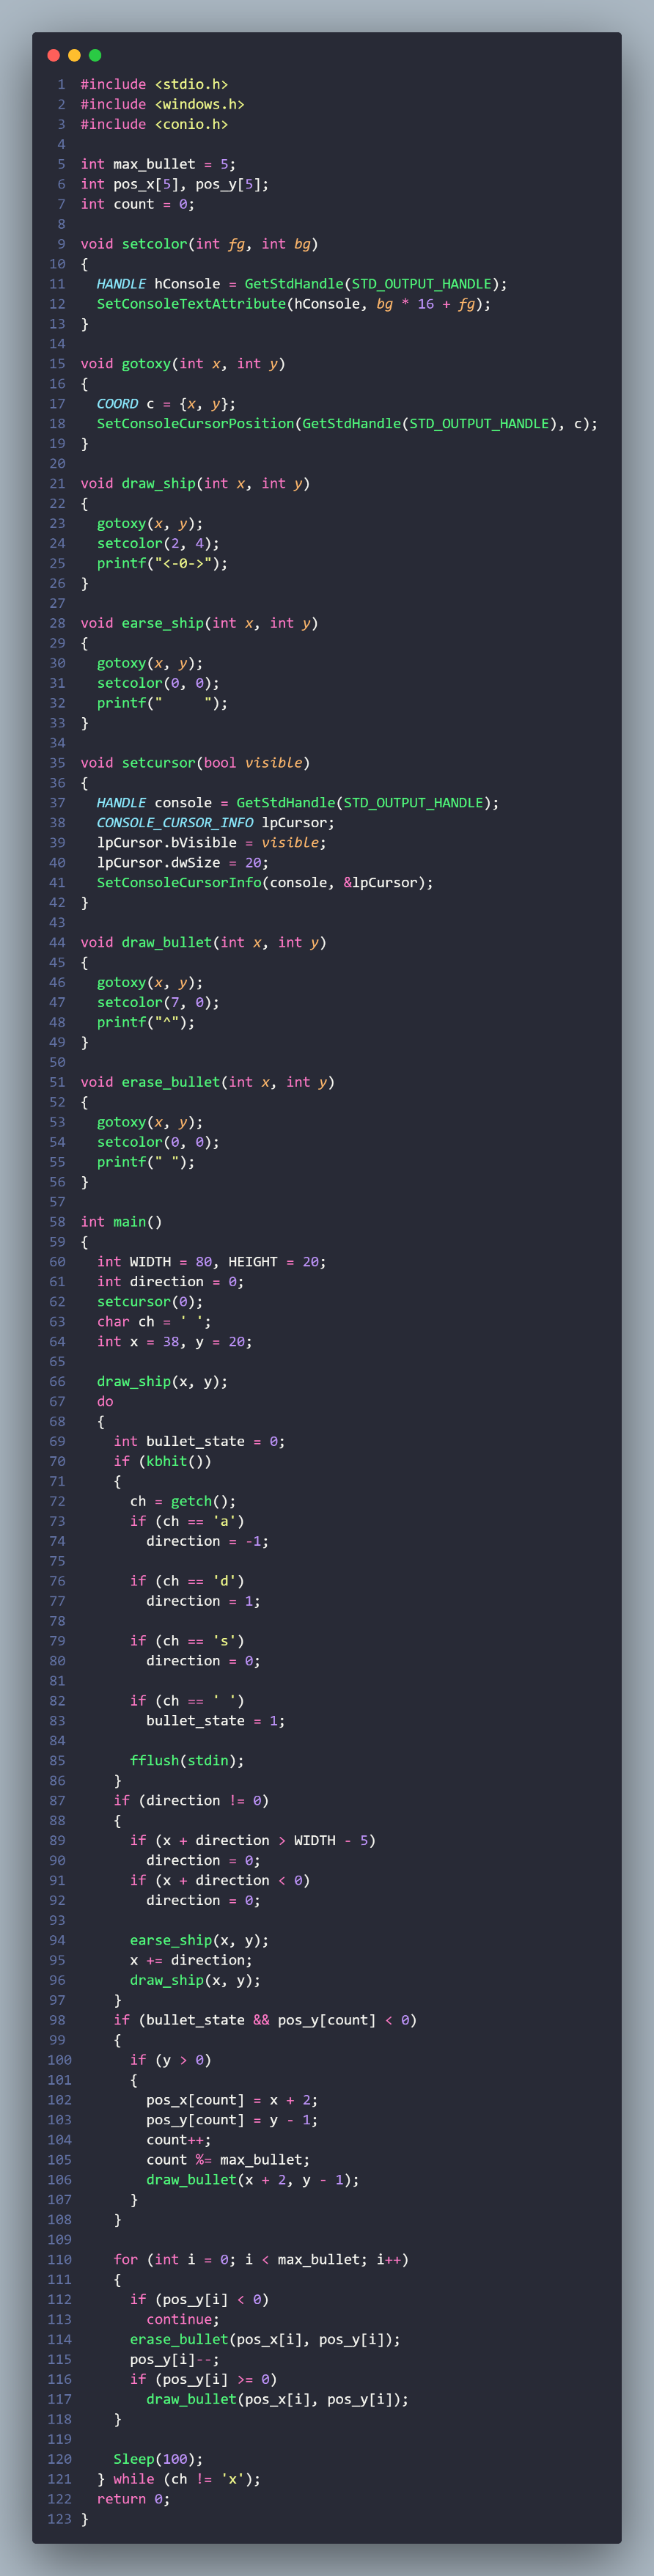 1 #include <stdio.h>
2 #include <windows.h>
3 #include <conio.h>
4
5 int max_bullet = 5;
6 int pos_x[5], pos_y[5];
7 int count = 0;
8
9 void setcolor(int fg, int bg)
10 {
11   HANDLE hConsole = GetStdHandle(STD_OUTPUT_HANDLE);
12   SetConsoleTextAttribute(hConsole, bg * 16 + fg);
13 }
14
15 void gotoxy(int x, int y)
16 {
17   COORD c = {x, y};
18   SetConsoleCursorPosition(GetStdHandle(STD_OUTPUT_HANDLE), c);
19 }
20
21 void draw_ship(int x, int y)
22 {
23   gotoxy(x, y);
24   setcolor(2, 4);
25   printf("<-0->");
26 }
27
28 void earse_ship(int x, int y)
29 {
30   gotoxy(x, y);
31   setcolor(0, 0);
32   printf("     ");
33 }
34
35 void setcursor(bool visible)
36 {
37   HANDLE console = GetStdHandle(STD_OUTPUT_HANDLE);
38   CONSOLE_CURSOR_INFO lpCursor;
39   lpCursor.bVisible = visible;
40   lpCursor.dwSize = 20;
41   SetConsoleCursorInfo(console, &lpCursor);
42 }
43
44 void draw_bullet(int x, int y)
45 {
46   gotoxy(x, y);
47   setcolor(7, 0);
48   printf("^");
49 }
50
51 void erase_bullet(int x, int y)
52 {
53   gotoxy(x, y);
54   setcolor(0, 0);
55   printf(" ");
56 }
57
58 int main()
59 {
60   int WIDTH = 80, HEIGHT = 20;
61   int direction = 0;
62   setcursor(0);
63   char ch = ' ';
64   int x = 38, y = 20;
65
66   draw_ship(x, y);
67   do
68   {
69     int bullet_state = 0;
70     if (kbhit())
71     {
72       ch = getch();
73       if (ch == 'a')
74         direction = -1;
75
76       if (ch == 'd')
77         direction = 1;
78
79       if (ch == 's')
80         direction = 0;
81
82       if (ch == ' ')
83         bullet_state = 1;
84
85       fflush(stdin);
86     }
87     if (direction != 0)
88     {
89       if (x + direction > WIDTH - 5)
90         direction = 0;
91       if (x + direction < 0)
92         direction = 0;
93
94       earse_ship(x, y);
95       x += direction;
96       draw_ship(x, y);
97     }
98     if (bullet_state && pos_y[count] < 0)
99     {
100       if (y > 0)
101       {
102         pos_x[count] = x + 2;
103         pos_y[count] = y - 1;
104         count++;
105         count %= max_bullet;
106         draw_bullet(x + 2, y - 1);
107       }
108     }
109
110     for (int i = 0; i < max_bullet; i++)
111     {
112       if (pos_y[i] < 0)
113         continue;
114       erase_bullet(pos_x[i], pos_y[i]);
115       pos_y[i]--;
116       if (pos_y[i] >= 0)
117         draw_bullet(pos_x[i], pos_y[i]);
118     }
119
120     Sleep(100);
121   } while (ch != 'x');
122   return 0;
123 }